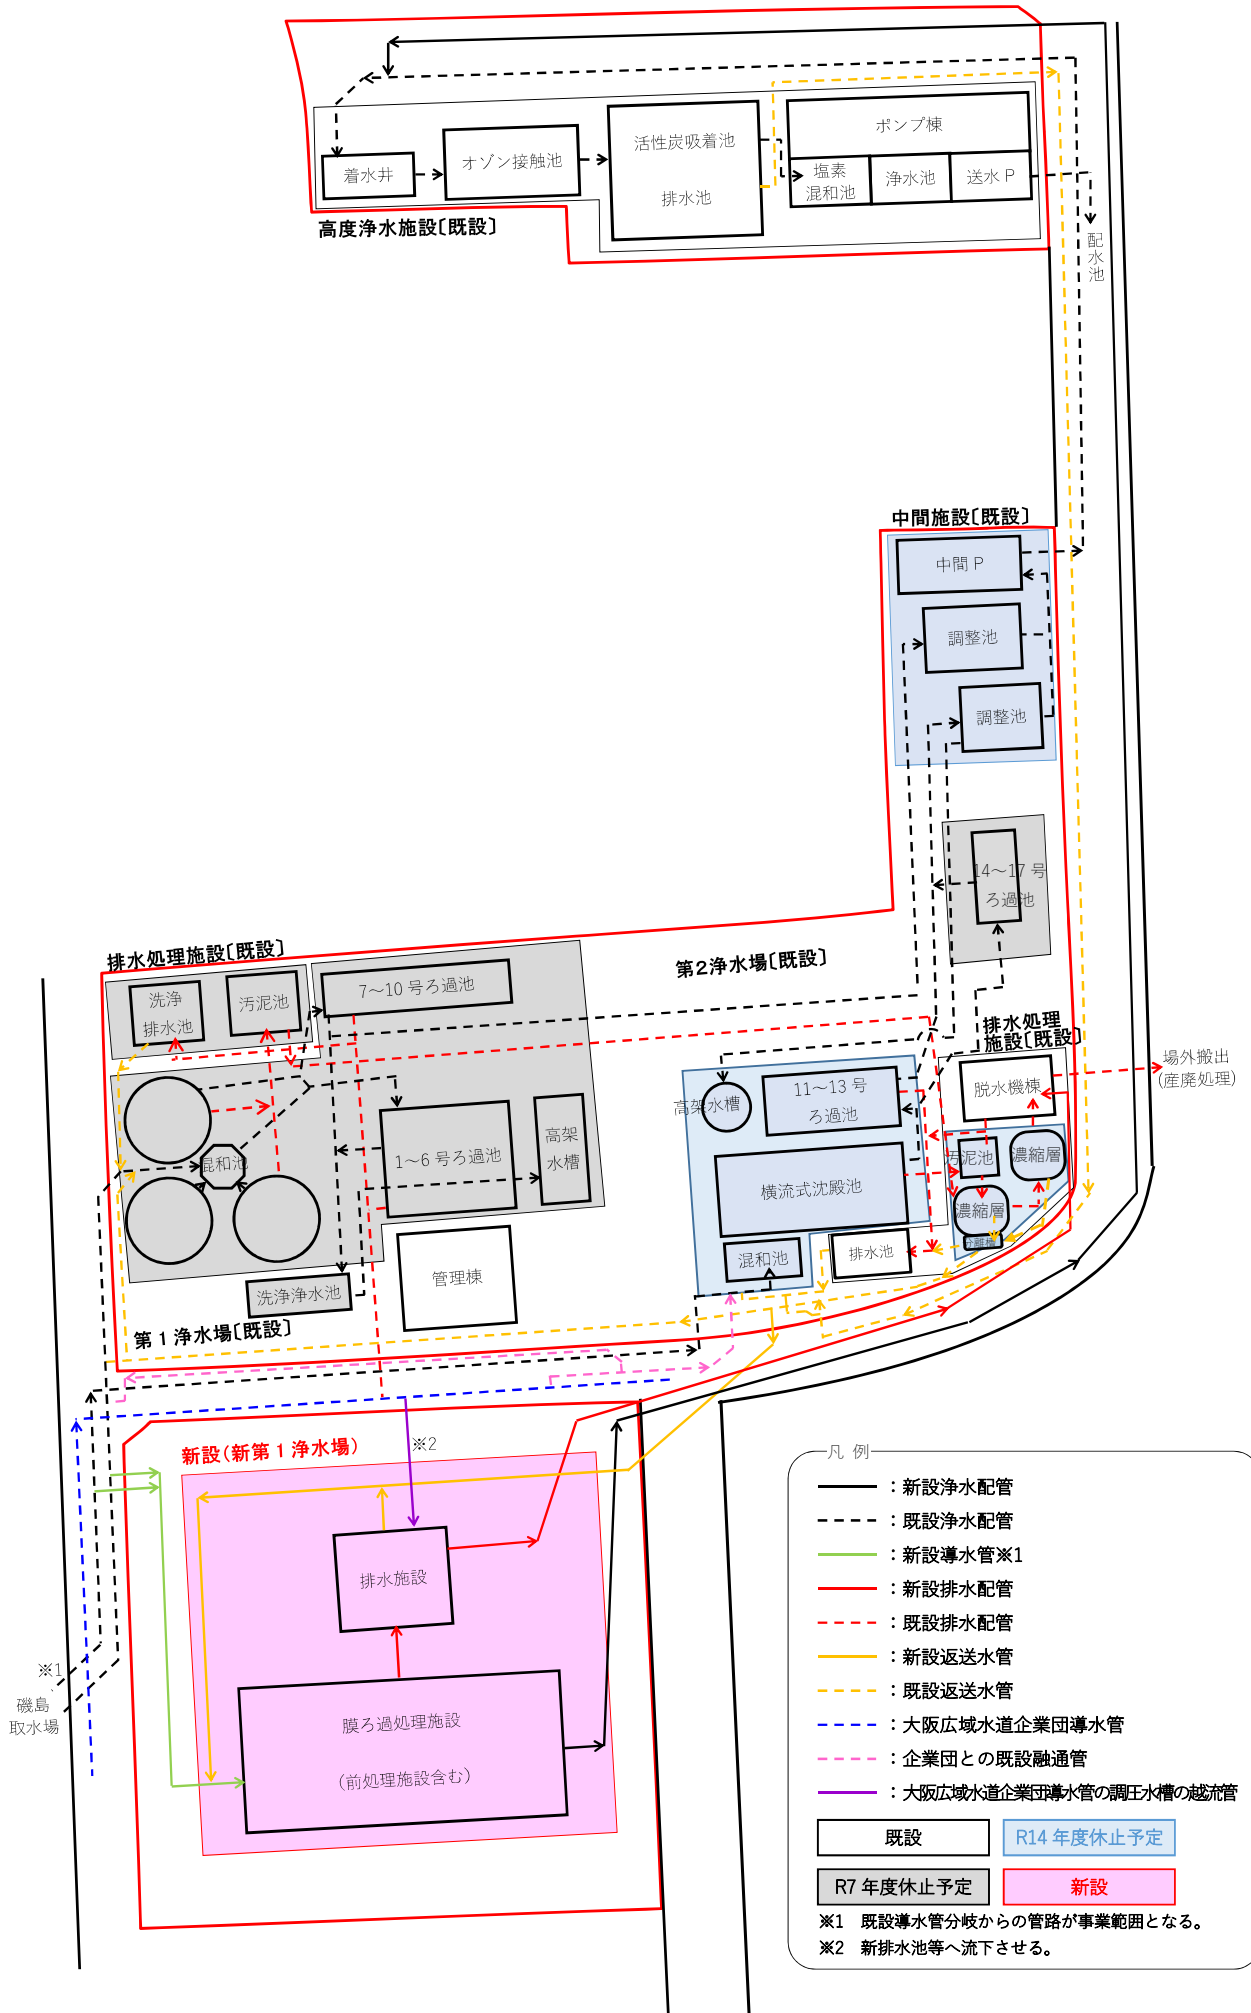 ポンプ棟
活性炭吸着池
オゾン接触池
着水井
塩素
混和池
浄水池
送水 P
排水池
高度浄水施設〔既設〕
配
水
池
中間施設〔既設〕
中間 P
調整池
調整池
14～17 号
ろ過池
排水処理施設〔既設〕
第2浄水場〔既設〕
洗浄
排水池
汚泥池
7～10 号ろ過池
排水処理
施設〔既設〕
場外搬出
(産廃処理)
脱水機棟
高架水槽
11～13 号
ろ過池
高架
水槽
1～6 号ろ過池
混和池
汚泥池
濃縮層
横流式沈殿池
濃縮層
分離槽
排水池
混和池
管理棟
洗浄浄水池
第 1 浄水場〔既設〕
新設(新第 1 浄水場)
※2
排水施設
膜ろ過処理施設
(前処理施設含む)
※1
磯島
取水場
凡 例
：新設浄水配管
：既設浄水配管
：新設導水管※1
：新設排水配管
：既設排水配管
：新設返送水管
：既設返送水管
：大阪広域水道企業団導水管
：企業団との既設融通管
：大阪広域水道企業団導水管の調圧水槽の越流管
既設
R14 年度休止予定
R7 年度休止予定
新設
※1　既設導水管分岐からの管路が事業範囲となる。
※2　新排水池等へ流下させる。